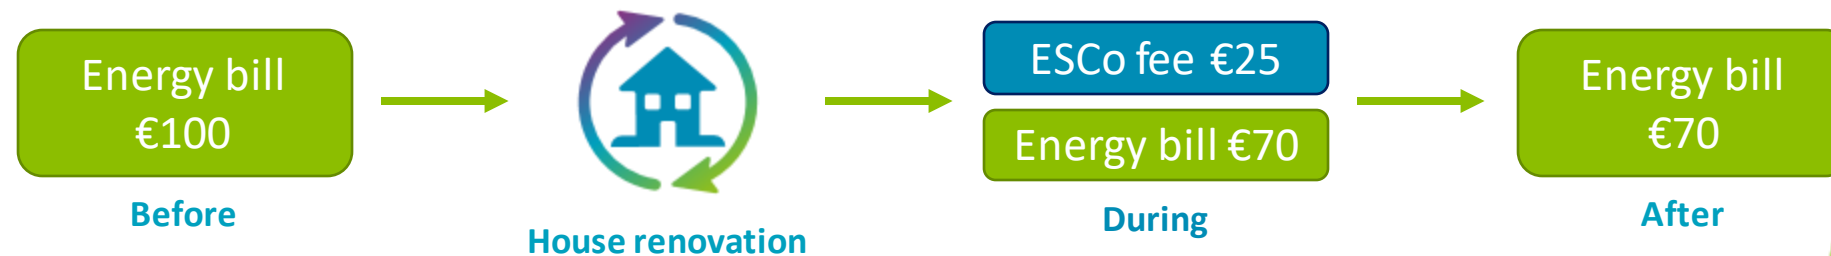 Energy bill
€100
Before
House renovation
ESCo fee €25
Energy bill €70
During
Energy bill
€70
After